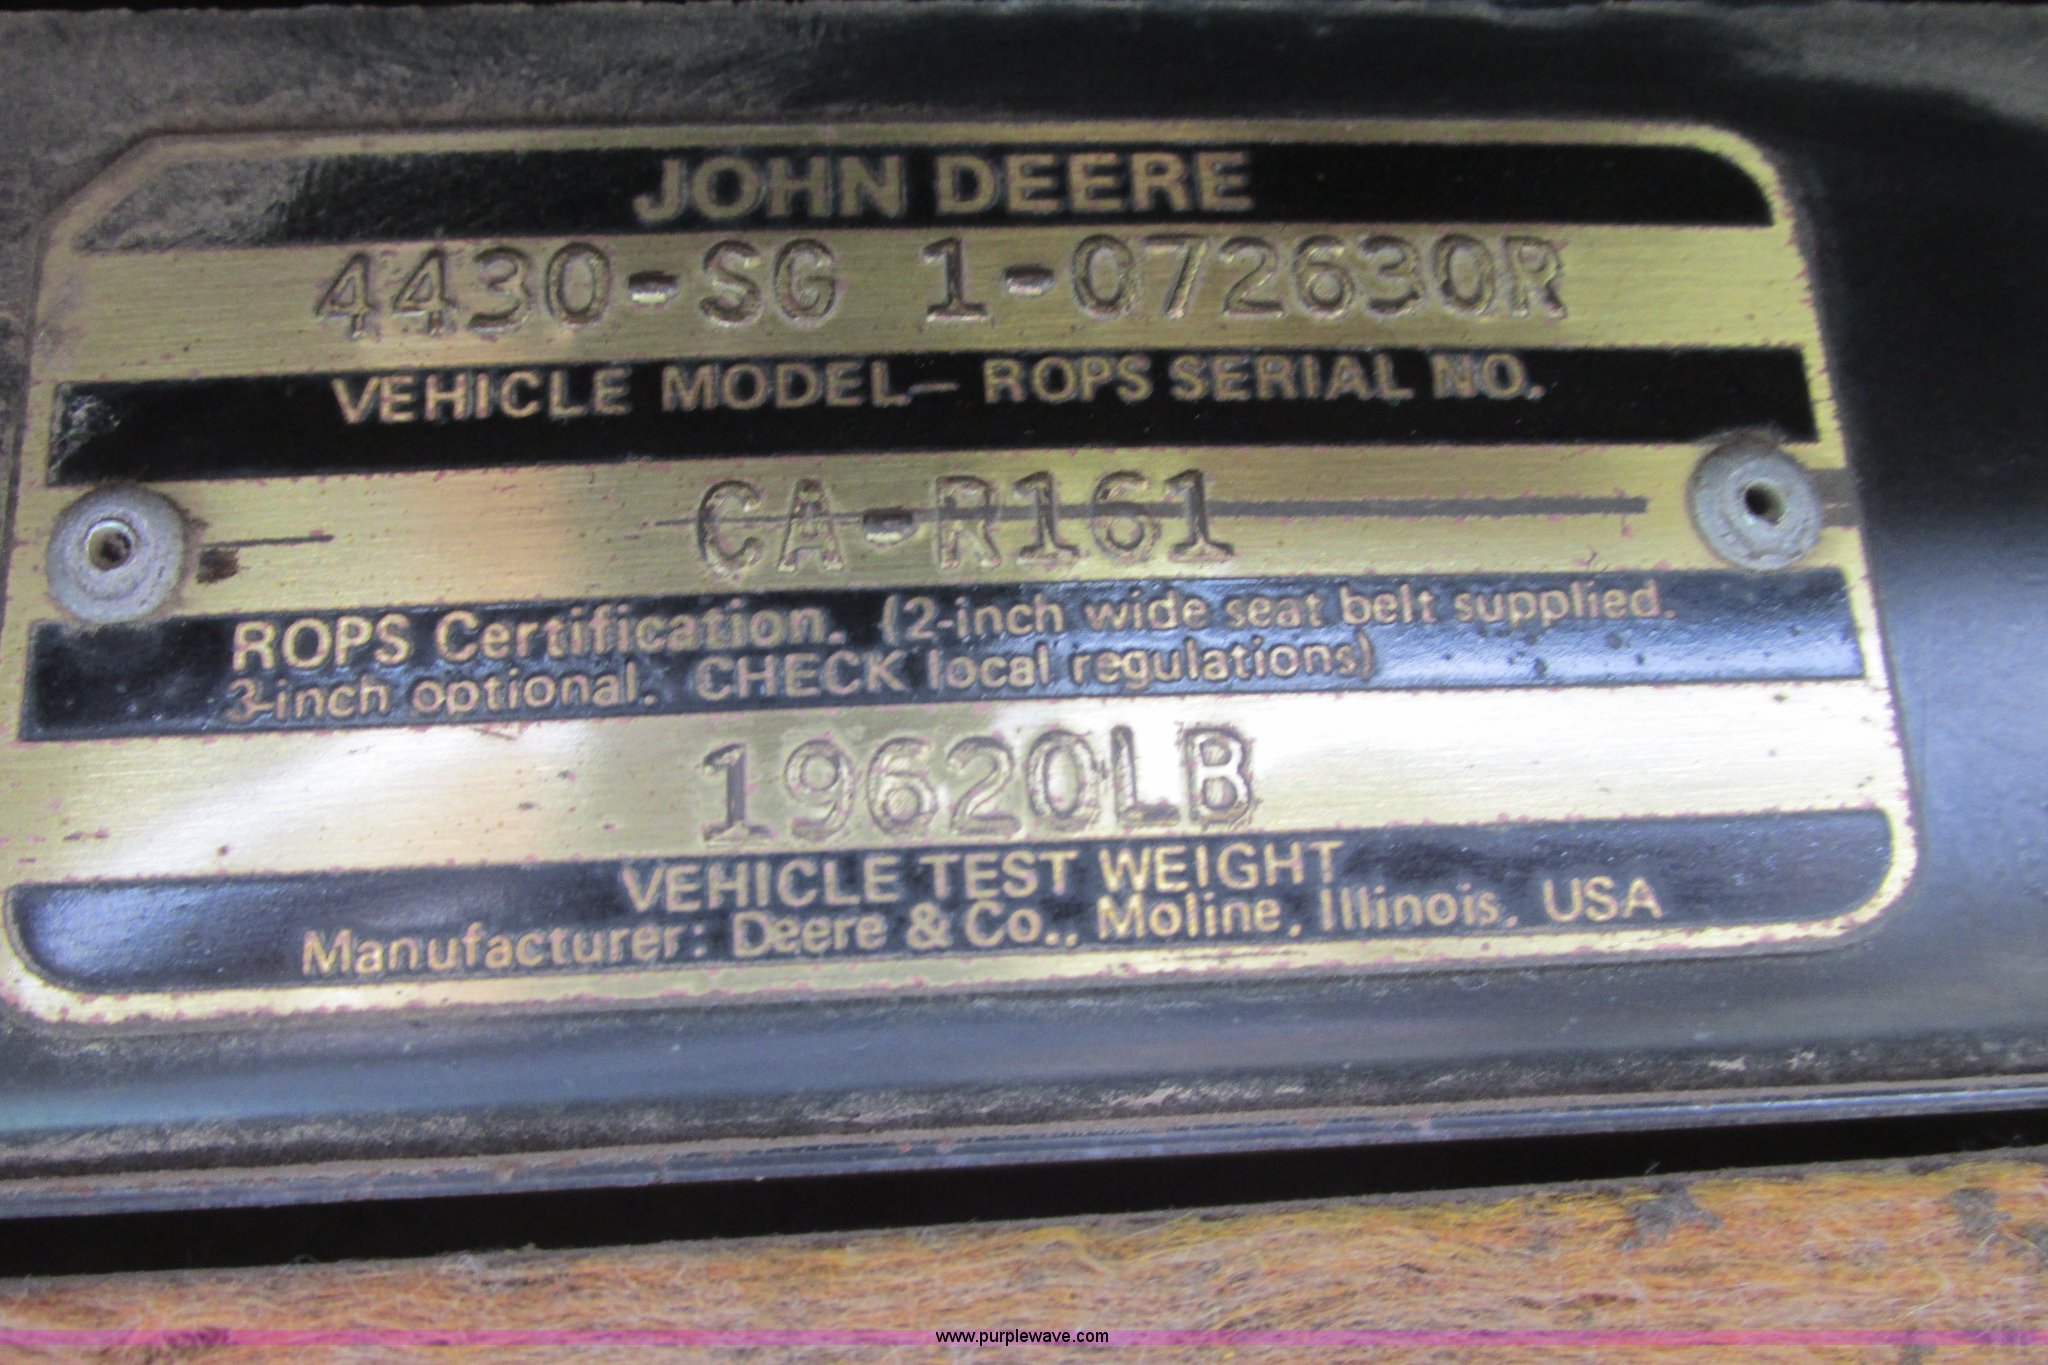 JOHN DEERE
4430-SG 1-072630R
VEHICLE MODEL- ROPS SERIAL NO.
CA-R161
ROPS Certification. (2-inch wide seat belt supplied.
3-inch optional. CHECK local regulations)
19620LB
VEHICLE TEST WEIGHT
Manufacturer: Deere & Co., Moline, Illinois, USA
www.purplewave.com